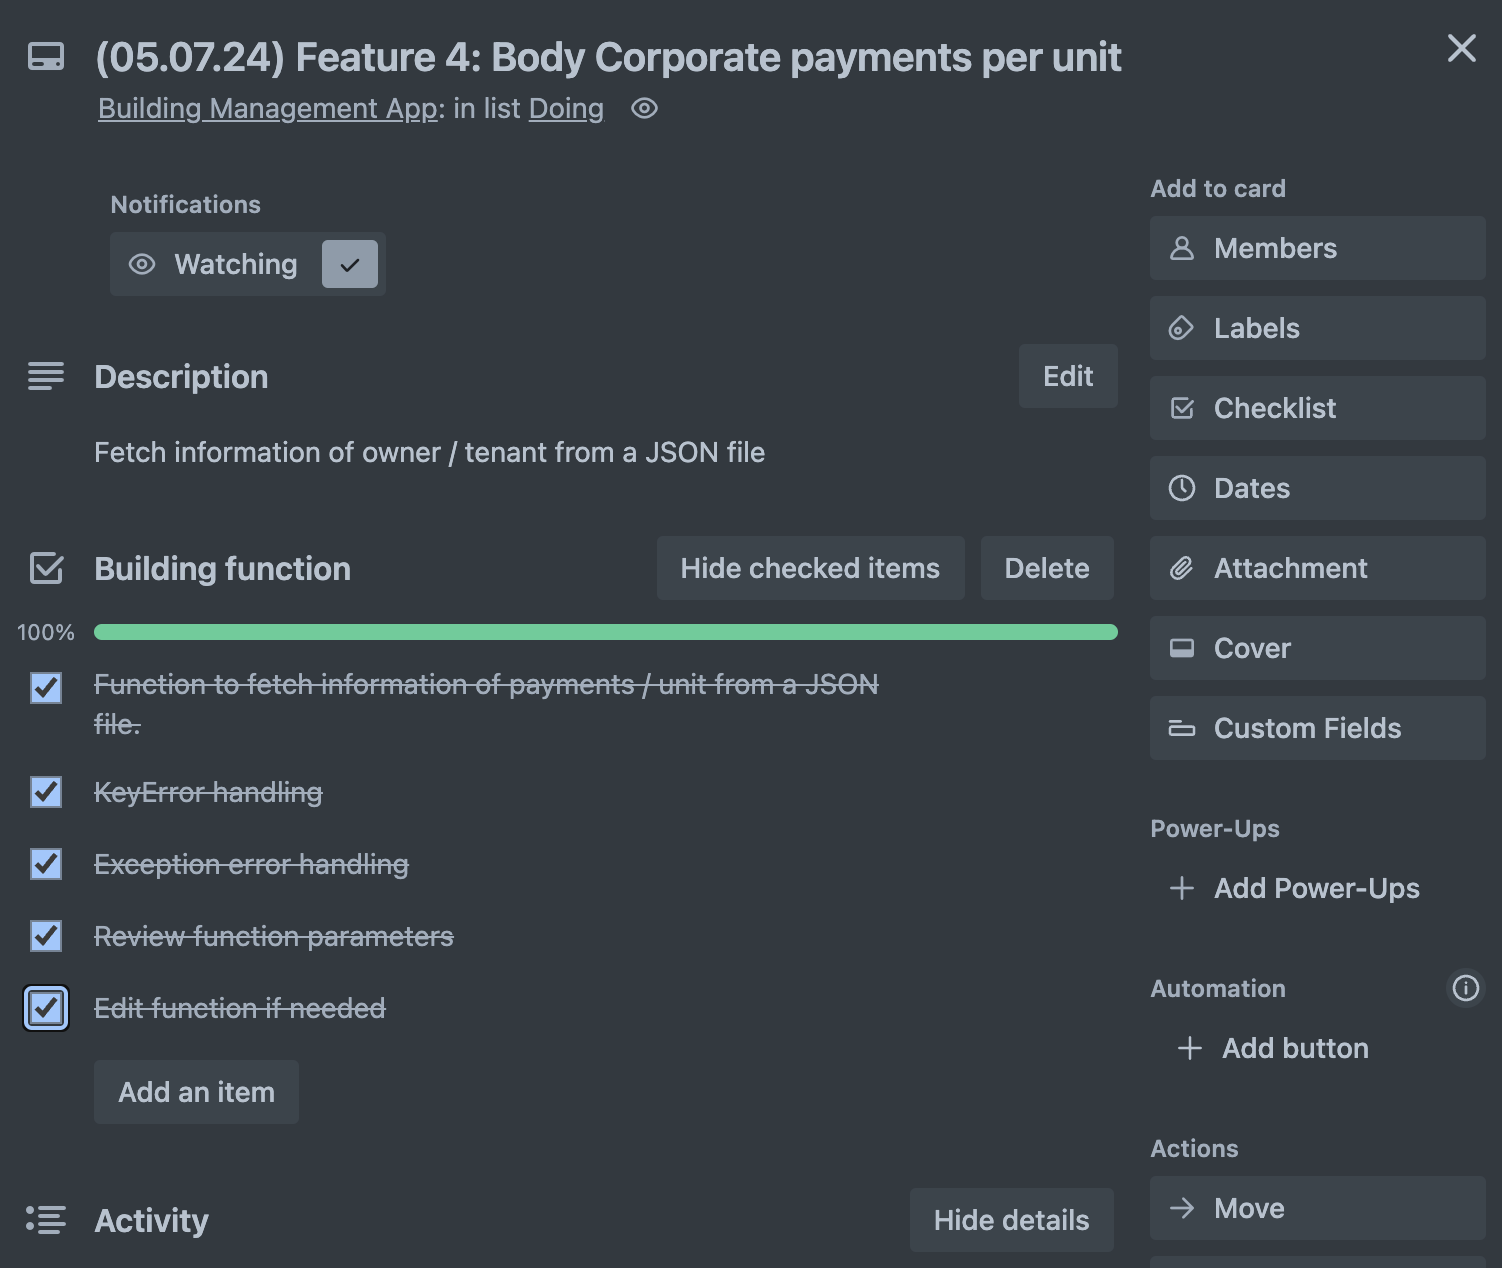 (05.07.24) Feature 4: Body Corporate payments per unit
Building Management App: in list Doing
Notifications
Watching
Description
Edit
Fetch information of owner / tenant from a JSON file
Building function
Hide checked items
Delete
100%
Function to fetch information of payments / unit from a JSON
file.
KeyError handling
Exception error handling
Review function parameters
Edit function if needed
Add an item
Activity
Hide details
Add to card
Members
Labels
Checklist
Dates
Attachment
Cover
Custom Fields
Power-Ups
Add Power-Ups
Automation
Add button
Actions
Move